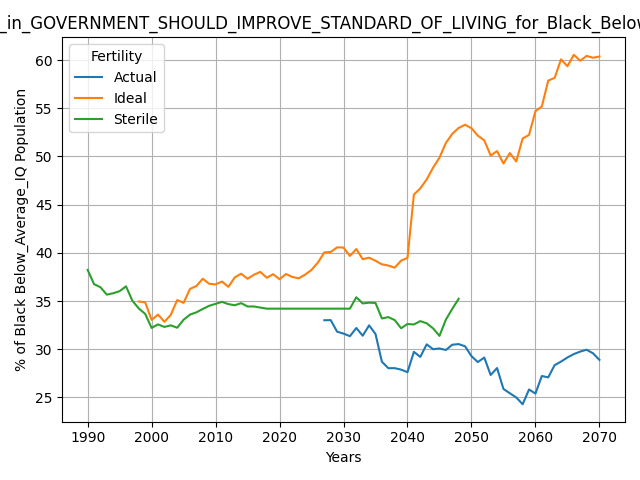 _in_GOVERNMENT_SHOULD_IMPROVE_STANDARD_OF_LIVING_for_Black_Below
Fertility
Actual
Ideal
Sterile
% of Black Below_Average_IQ Population
60
55
50
45
40
35
30
25
1990 2000 2010 2020 2030 2040 2050 2060 2070
Years